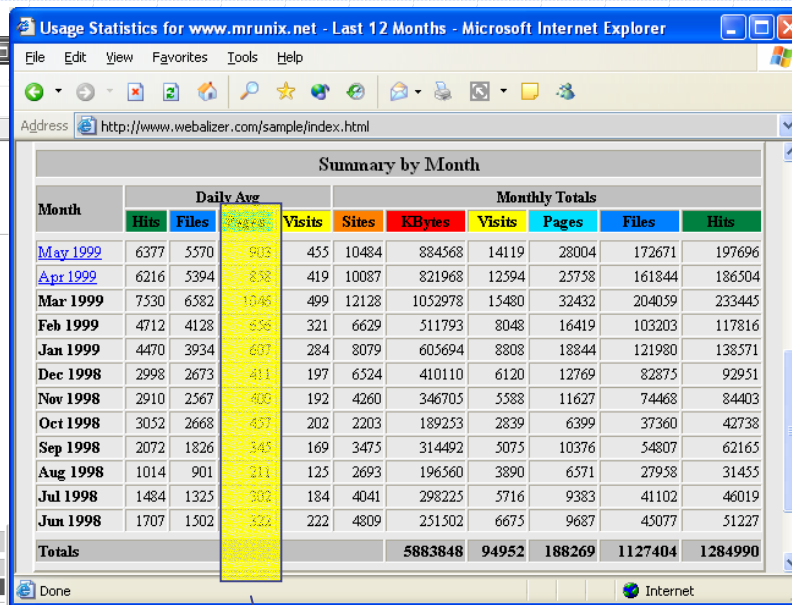 Usage Statistics for www.mrunix.net - Last 12 Months - Microsoft Internet Explorer
File Edit View Favorites Tools Help
Address http://www.webalizer.com/sample/index.html
Summary by Month
Month Daily Avg Monthly Totals
Hits Files Pages Visits Sites KBytes Visits Pages Files Hits
May 1999 6377 5570 903 455 10484 884568 14119 28004 172671 197696
Apr 1999 6216 5394 858 419 10087 821968 12594 25758 161844 186504
Mar 1999 7530 6582 1046 499 12128 1052978 15480 32432 204059 233445
Feb 1999 4712 4128 656 321 6629 511793 8048 16419 103203 117816
Jan 1999 4470 3934 607 284 8079 605694 8808 18844 121980 138571
Dec 1998 2998 2673 411 197 6524 410110 6120 12769 82875 92951
Nov 1998 2910 2567 400 192 4260 346705 5588 11627 74468 84403
Oct 1998 3052 2668 457 202 2203 189253 2839 6399 37360 42738
Sep 1998 2072 1826 345 169 3475 314492 5075 10376 54807 62165
Aug 1998 1014 901 211 125 2693 196560 3890 6571 27958 31455
Jul 1998 1484 1325 302 184 4041 298225 5716 9383 41102 46019
Jun 1998 1707 1502 322 222 4809 251502 6675 9687 45077 51227
Totals 5883848 94952 188269 1127404 1284990
Done Internet